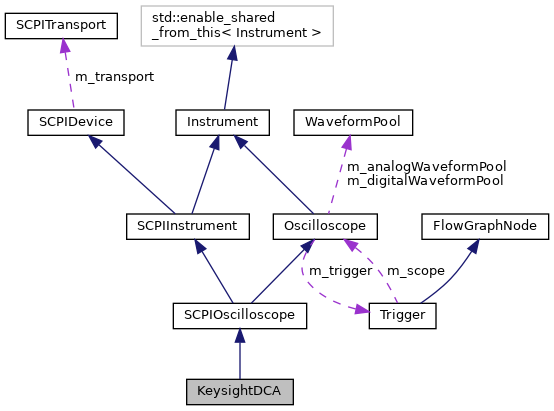 SCPITransport
std::enable_shared
_from_this< Instrument >
m_transport
SCPIDevice
Instrument
WaveformPool
m_analogWaveformPool
m_digitalWaveformPool
SCPIInstrument
Oscilloscope
FlowGraphNode
m_trigger
m_scope
SCPIOscilloscope
Trigger
KeysightDCA